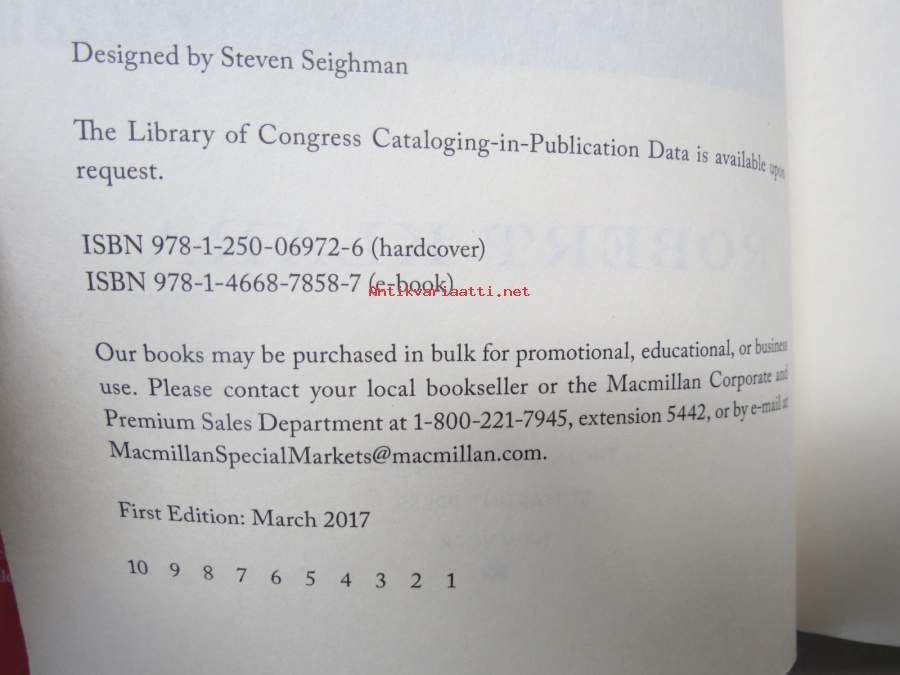 Designed by Steven Seighman
The Library of Congress Cataloging-in-Publication Data is available upon
request.
ISBN 978-1-250-06972-6 (hardcover)
ISBN 978-1-4668-7858-7 (e-book)
Antikvariaatti.net
Our books may be purchased in bulk for promotional, educational, or business
use. Please contact your local bookseller or the Macmillan Corporate and
Premium Sales Department at 1-800-221-7945, extension 5442, or by e-mail at
MacmillanSpecialMarkets@macmillan.com.
First Edition: March 2017
10 9 8 7 6 5 4 3 2 1